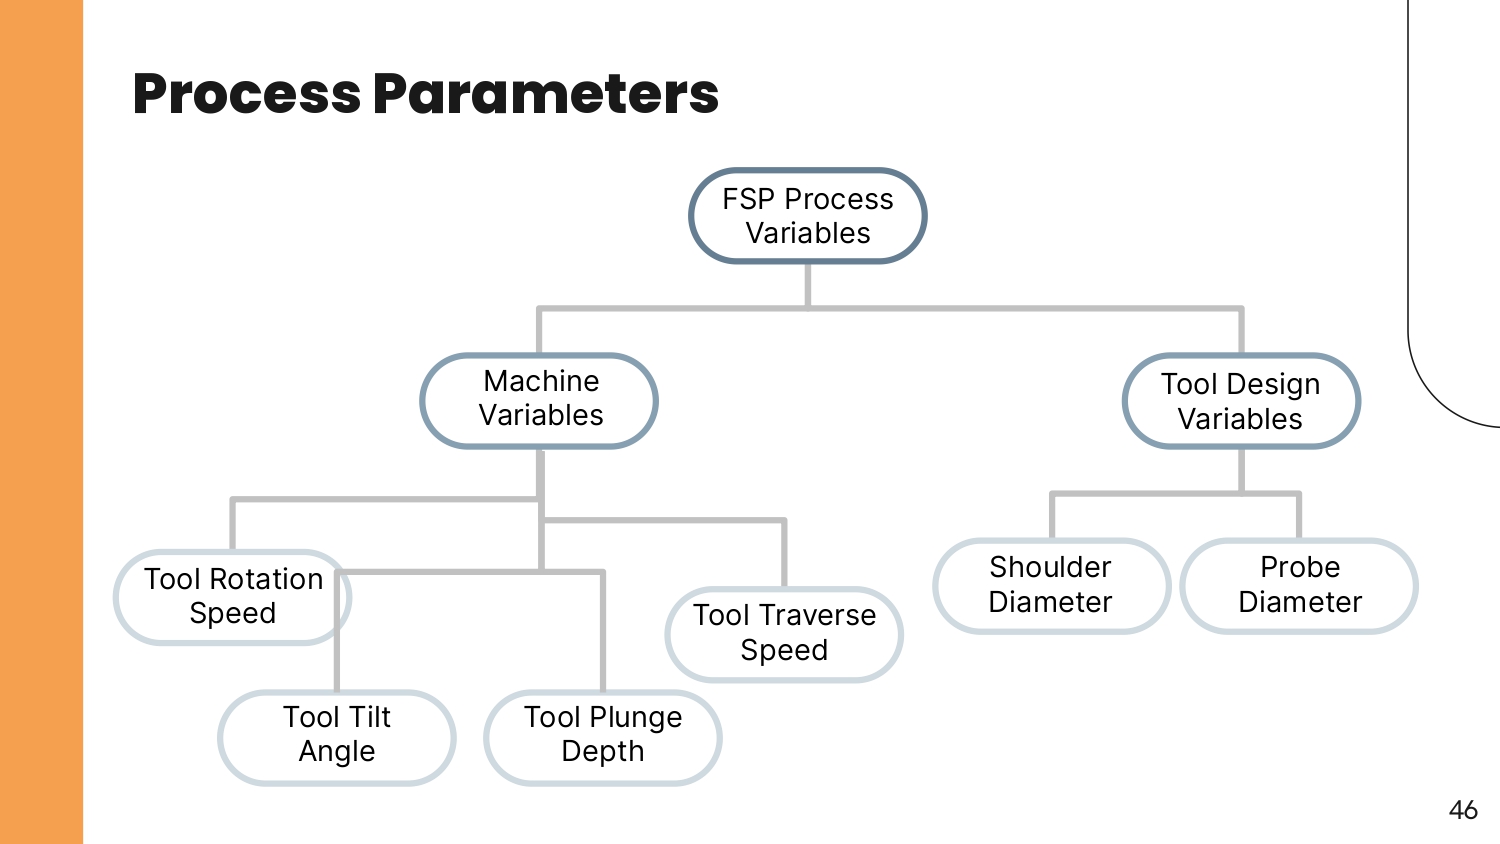 Process Parameters
FSP Process
Variables
Machine
Variables
Tool Design
Variables
Tool Rotation
Speed
Tool Tilt
Angle
Tool Plunge
Depth
Tool Traverse
Speed
Shoulder
Diameter
Probe
Diameter
46